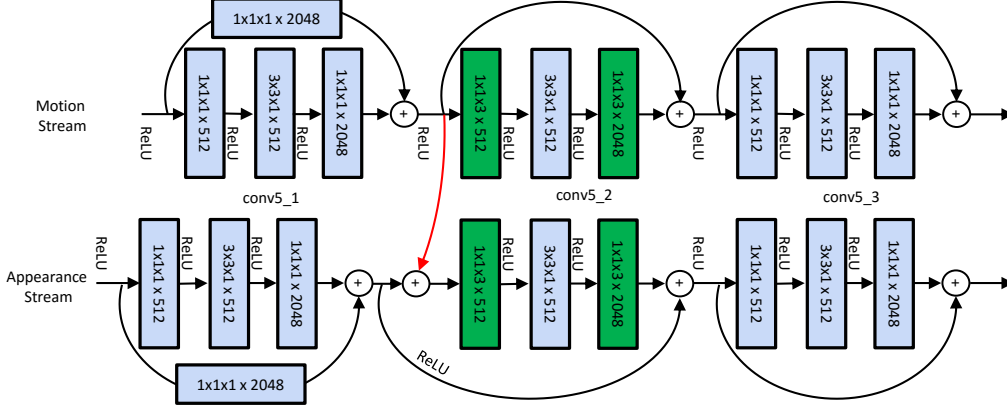 1x1x1 x 2048
Motion
Stream
ReLU
1x1x1 x 512
ReLU
3x3x1 x 512
ReLU
1x1x1 x 2048
+
ReLU
1x1x3 x 512
ReLU
3x3x1 x 512
ReLU
1x1x3 x 2048
+
ReLU
1x1x1 x 512
ReLU
3x3x1 x 512
ReLU
1x1x1 x 2048
+
conv5_1
conv5_2
conv5_3
Appearance
Stream
ReLU
1x1x1 x 512
ReLU
3x3x1 x 512
ReLU
1x1x1 x 2048
+
+
1x1x3 x 512
ReLU
3x3x1 x 512
ReLU
1x1x3 x 2048
+
ReLU
1x1x1 x 512
ReLU
3x3x1 x 512
ReLU
1x1x1 x 2048
+
ReLU
1x1x1 x 2048